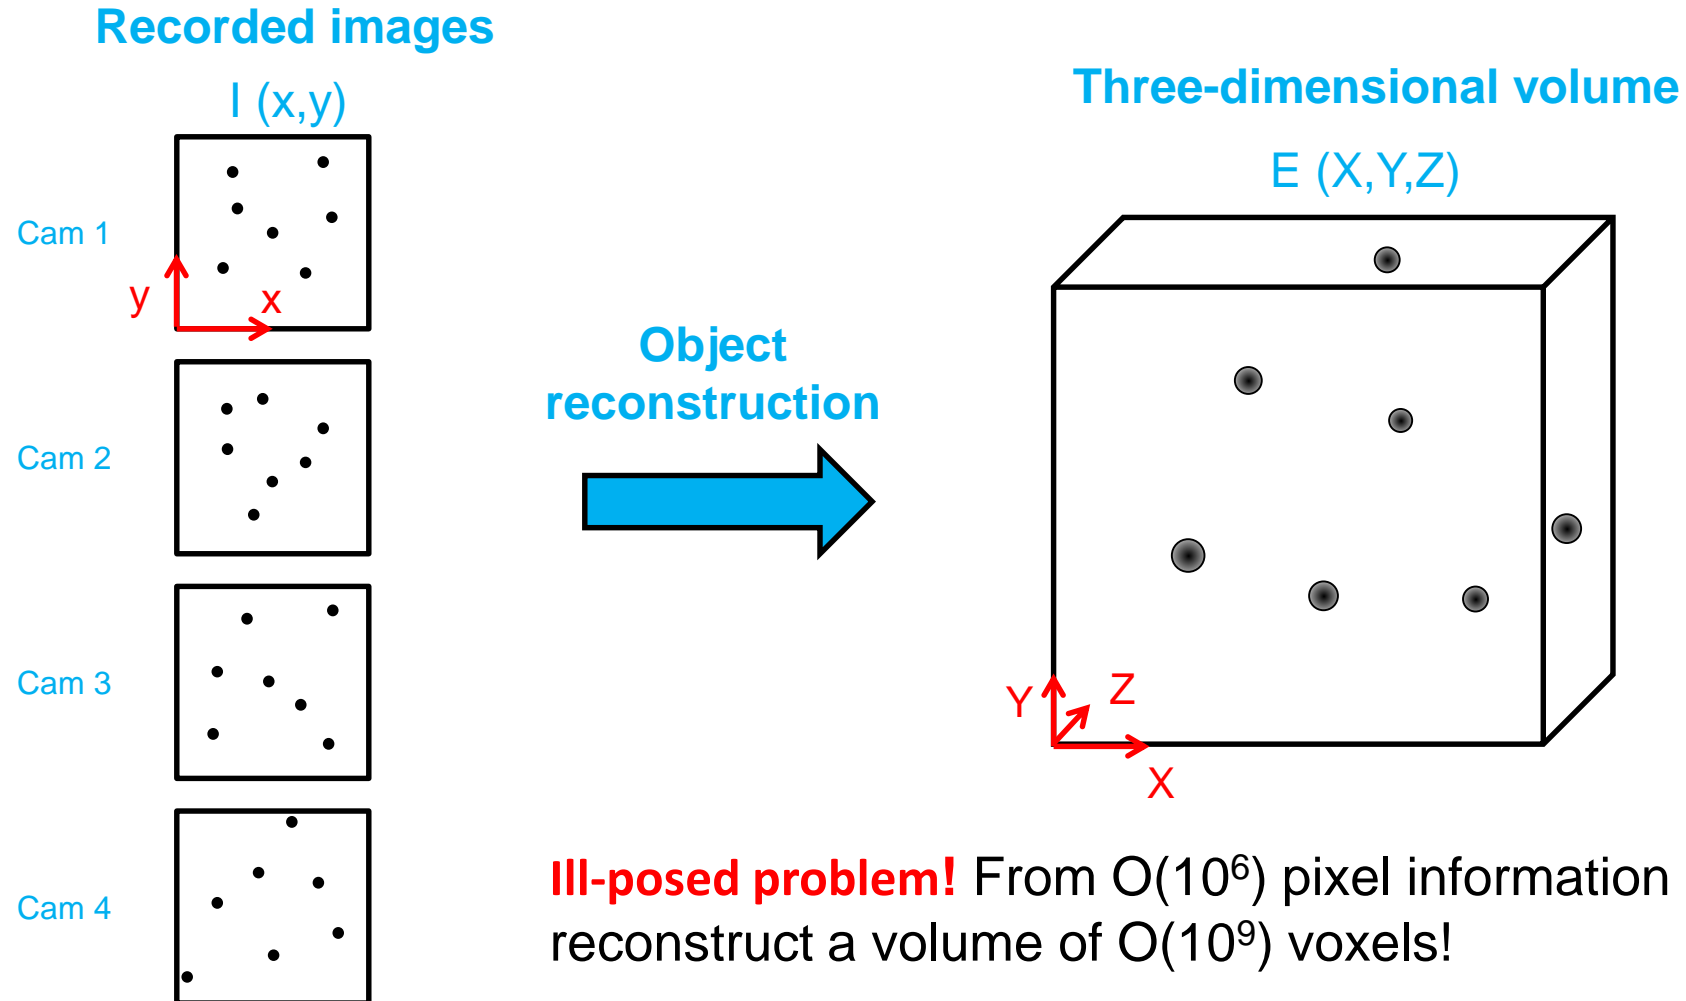 Recorded images
I (x,y)
Cam 1
y
x
Cam 2
Cam 3
Cam 4
Object
reconstruction
Three-dimensional volume
E (X,Y,Z)
Y
Z
X
Ill-posed problem! From O(10⁶) pixel information
reconstruct a volume of O(10⁹) voxels!